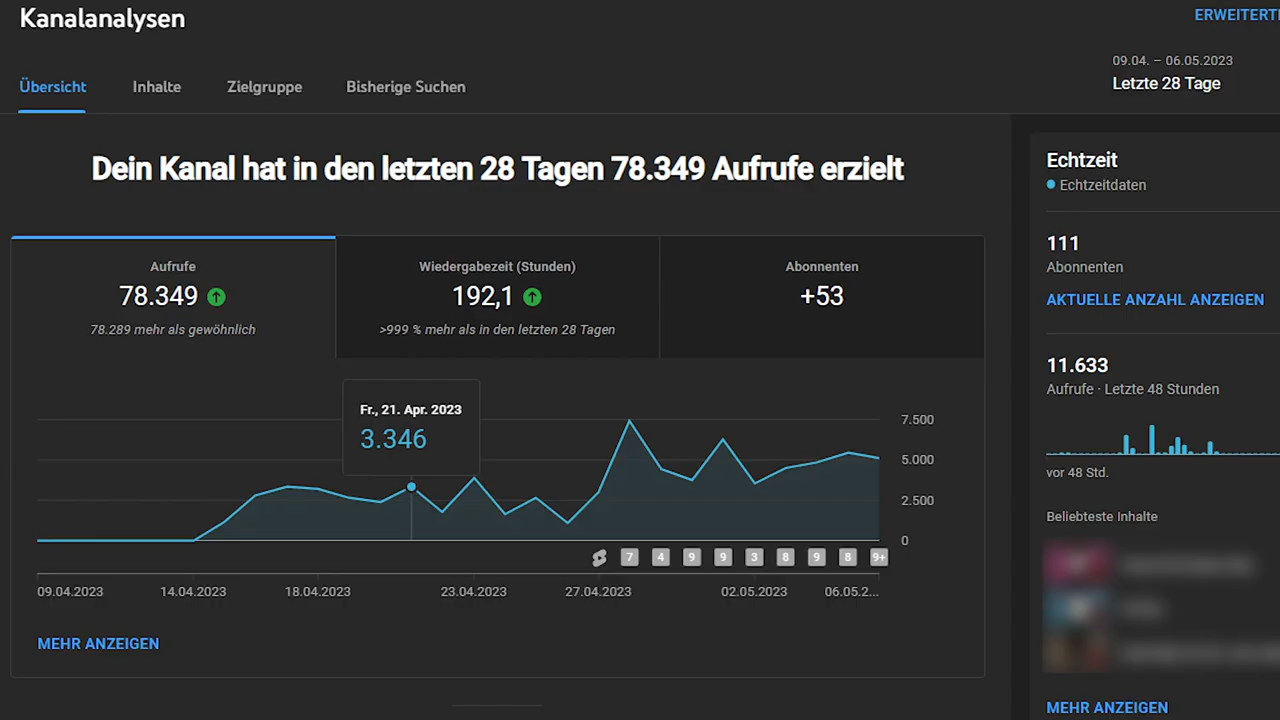 Kanalanalysen
ERWEITERT
09.04. – 06.05.2023
Letzte 28 Tage
Übersicht
Inhalte
Zielgruppe
Bisherige Suchen
Dein Kanal hat in den letzten 28 Tagen 78.349 Aufrufe erzielt
Aufrufe
78.349
78.289 mehr als gewöhnlich
Wiedergabezeit (Stunden)
192,1
>999 % mehr als in den letzten 28 Tagen
Abonnenten
+53
Fr., 21. Apr. 2023
3.346
7.500
5.000
2.500
0
7 4 9 9 3 8 9 8 9+
09.04.2023 14.04.2023 18.04.2023 23.04.2023 27.04.2023 02.05.2023 06.05.2...
MEHR ANZEIGEN
Echtzeit
Echtzeitdaten
111
Abonnenten
AKTUELLE ANZAHL ANZEIGEN
11.633
Aufrufe · Letzte 48 Stunden
vor 48 Std.
Beliebteste Inhalte
MEHR ANZEIGEN